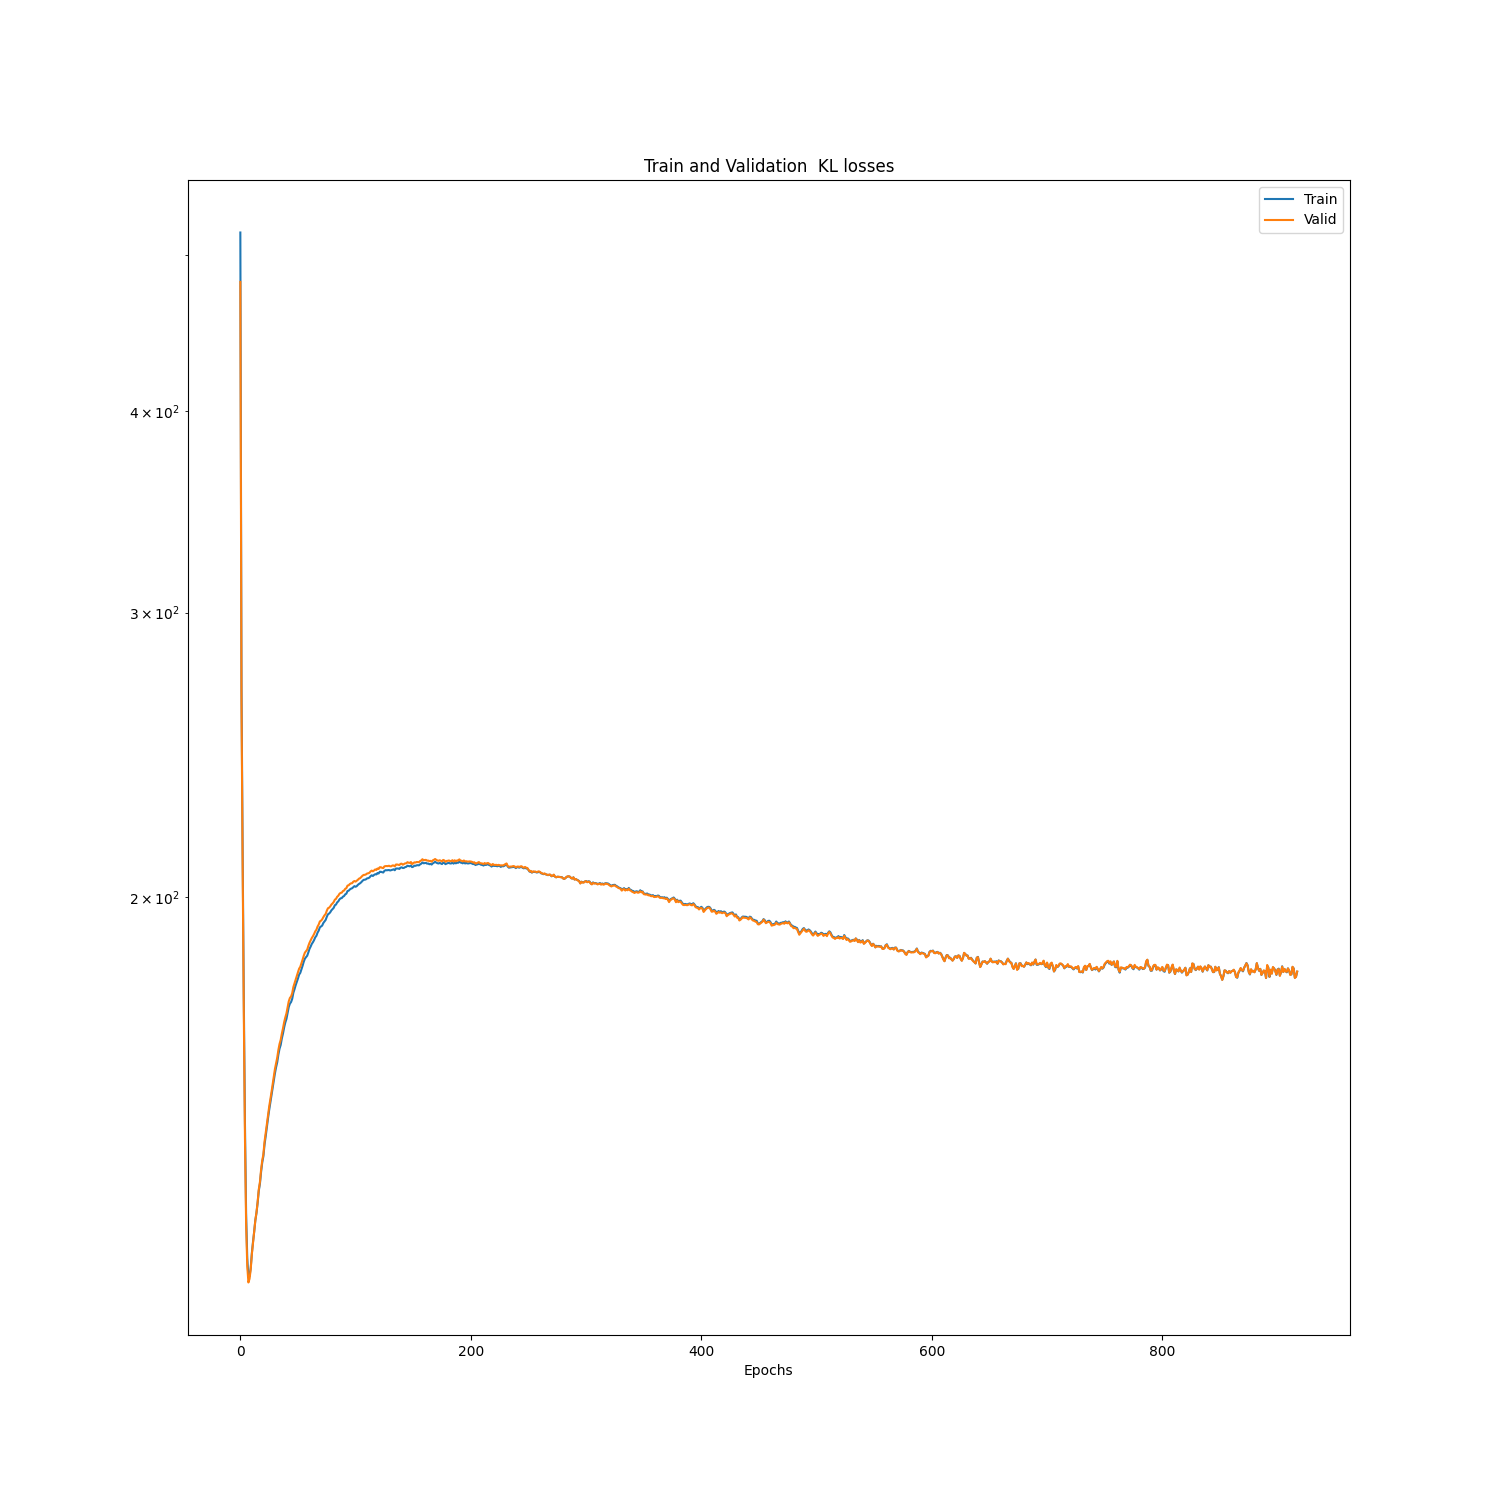 Train and Validation  KL losses
Train
Valid
4 × 10²
3 × 10²
2 × 10²
0 200 400 600 800
Epochs